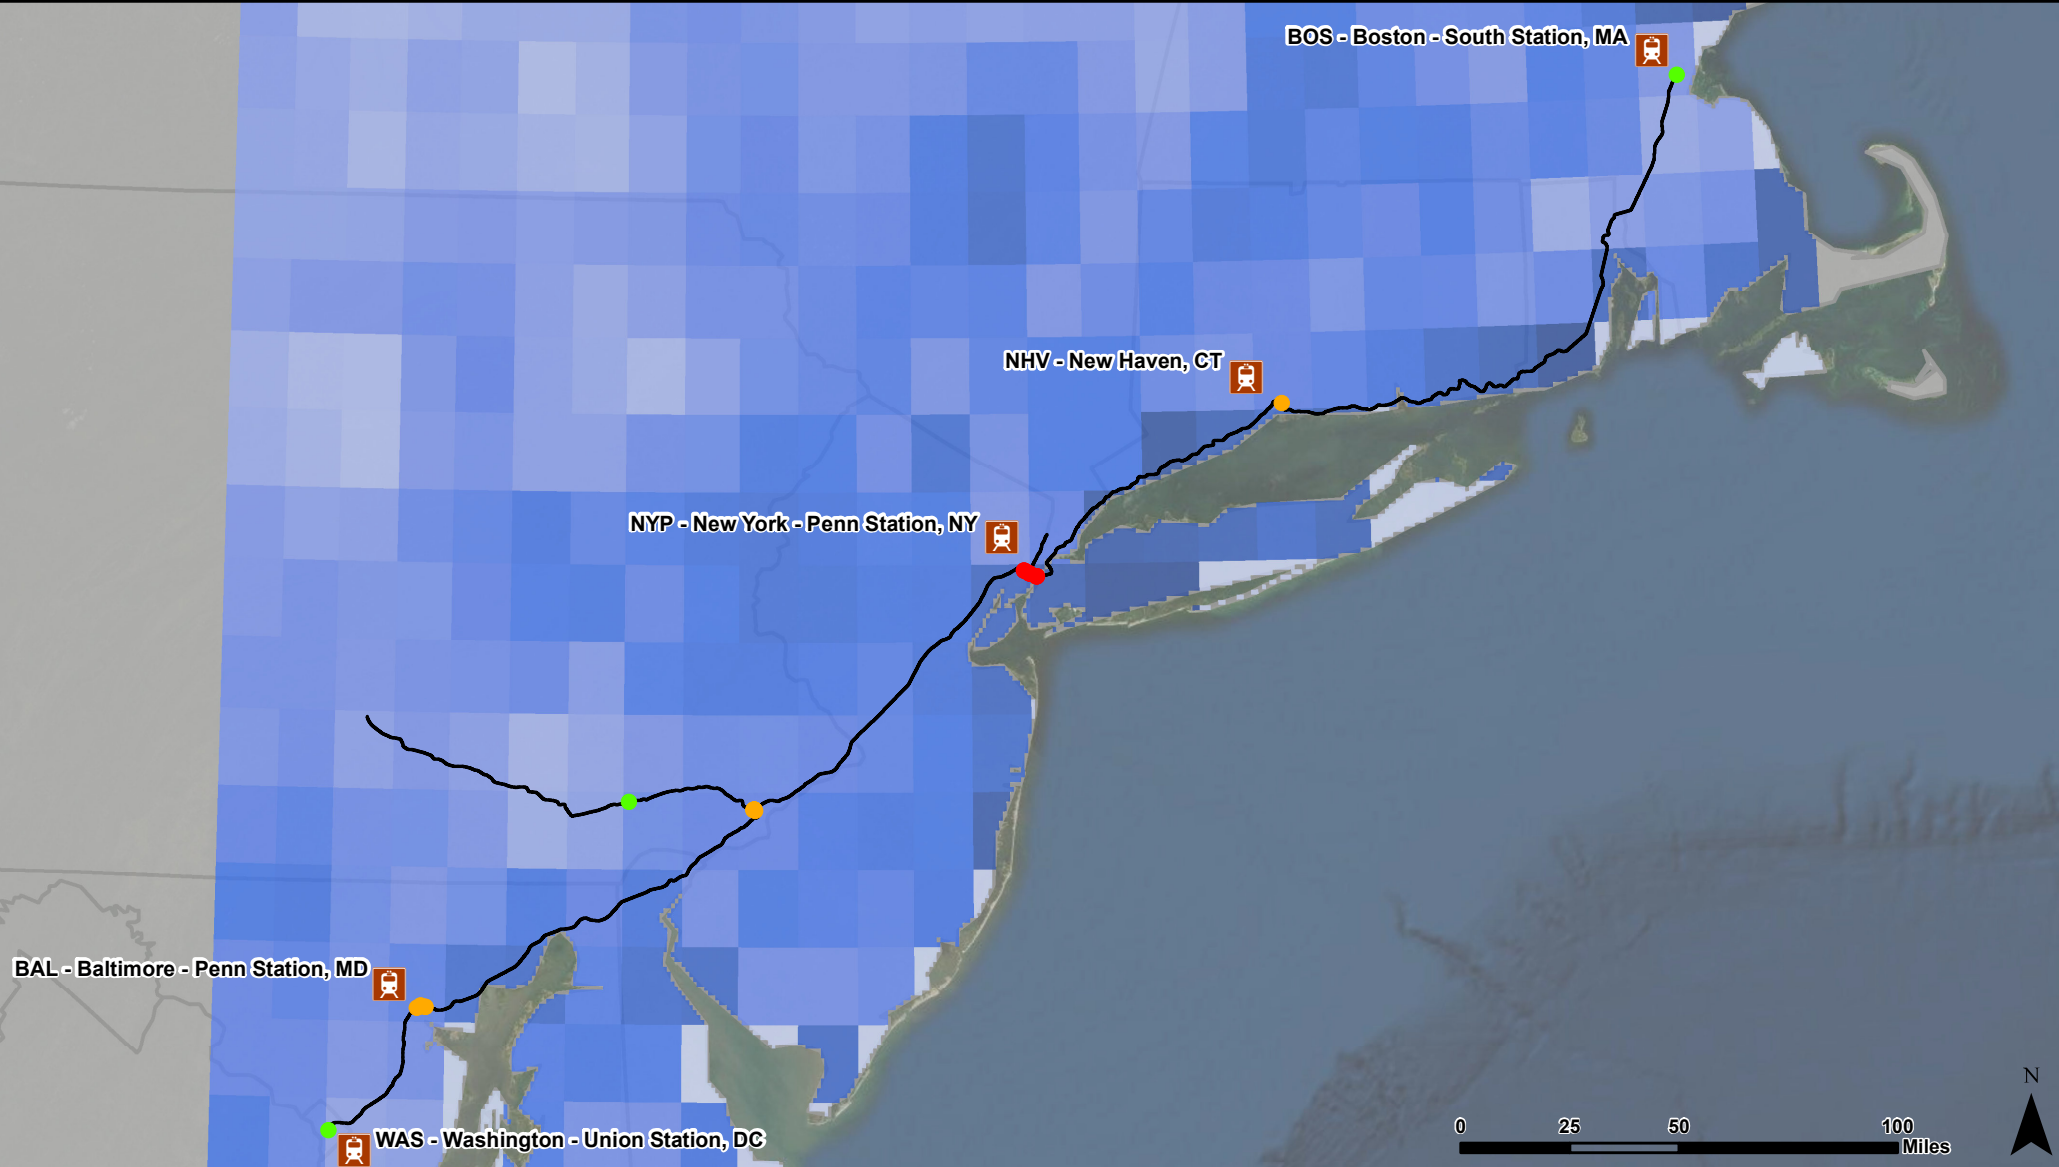 BOS - Boston - South Station, MA
NHV - New Haven, CT
NYP - New York - Penn Station, NY
BAL - Baltimore - Penn Station, MD
WAS - Washington - Union Station, DC
0 25 50 100
Miles
N